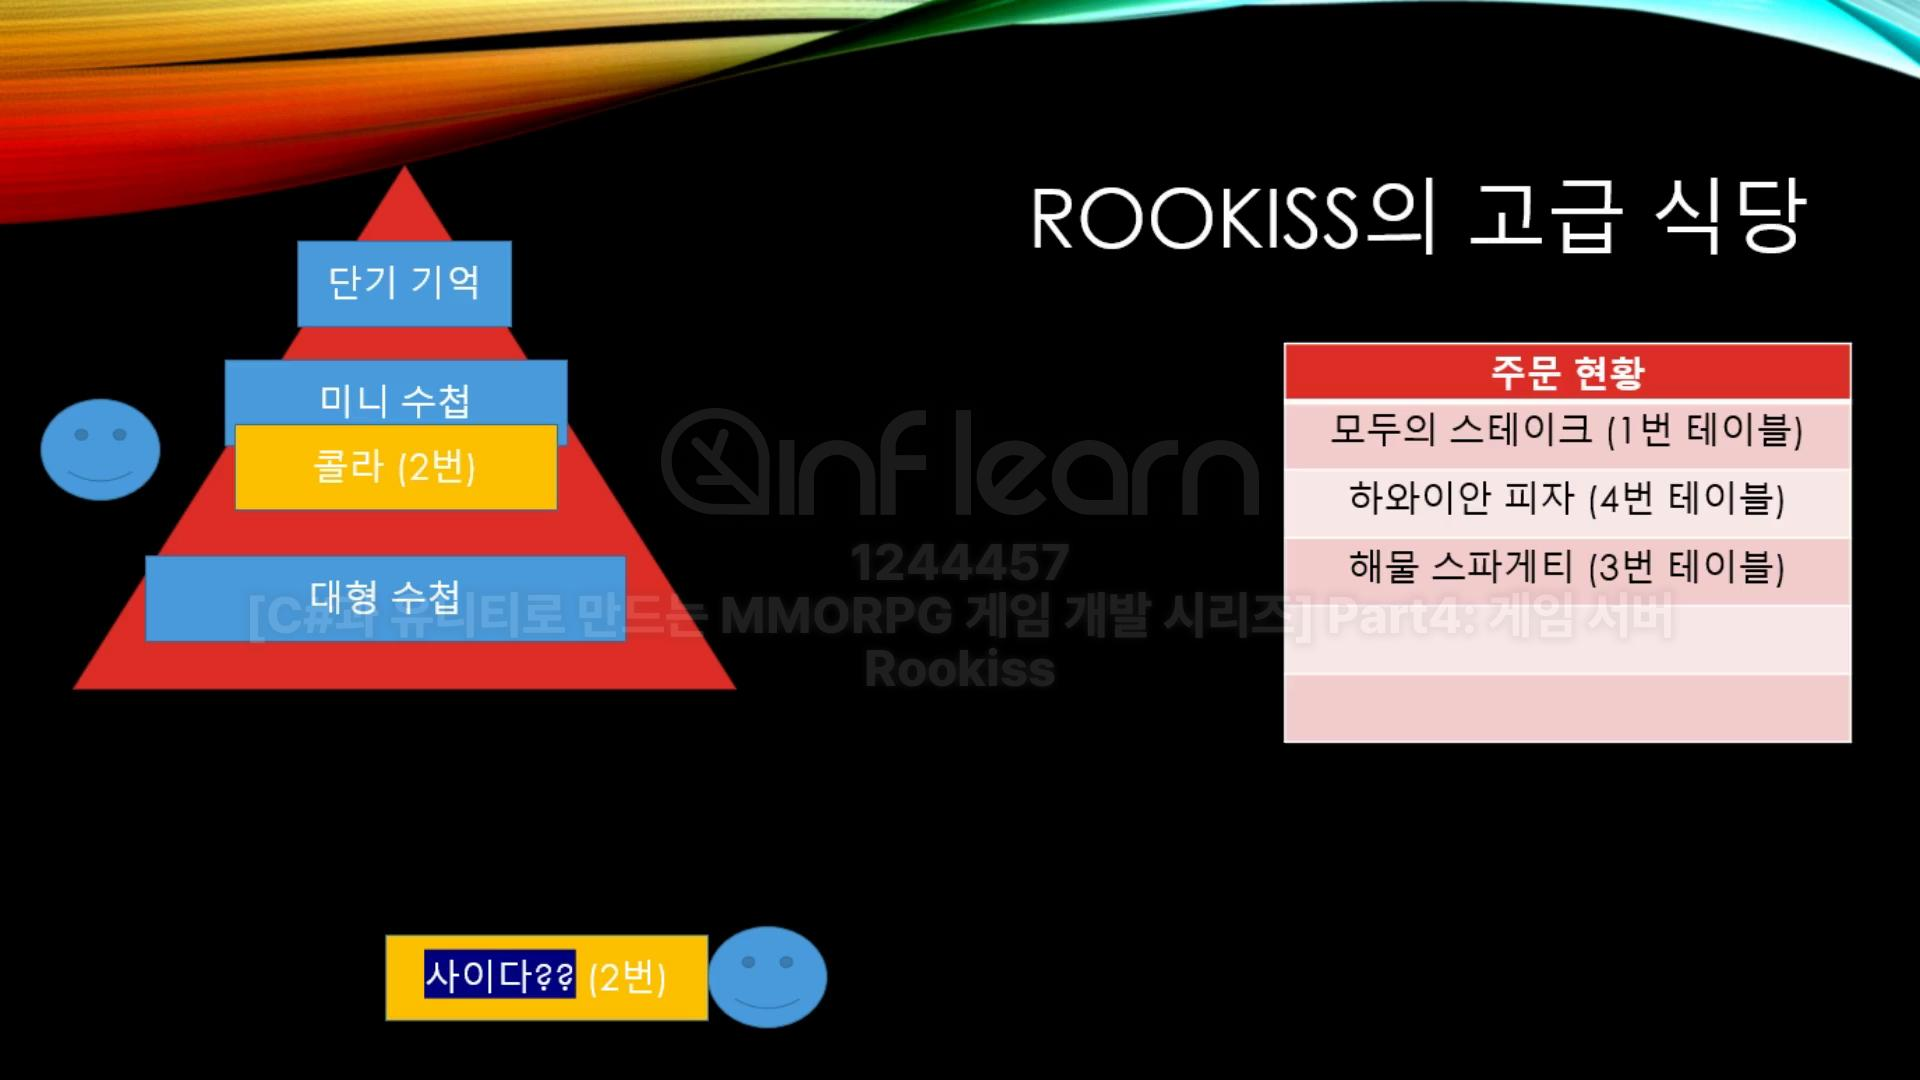 ROOKISS의 고급 식당
단기 기억
미니 수첩
콜라 (2번)
대형 수첩
주문 현황
모두의 스테이크 (1번 테이블)
하와이안 피자 (4번 테이블)
해물 스파게티 (3번 테이블)
inflearn
1244457
[C#과 유니티로 만드는 MMORPG 게임 개발 시리즈] Part4: 게임 서버
Rookiss
사이다?? (2번)